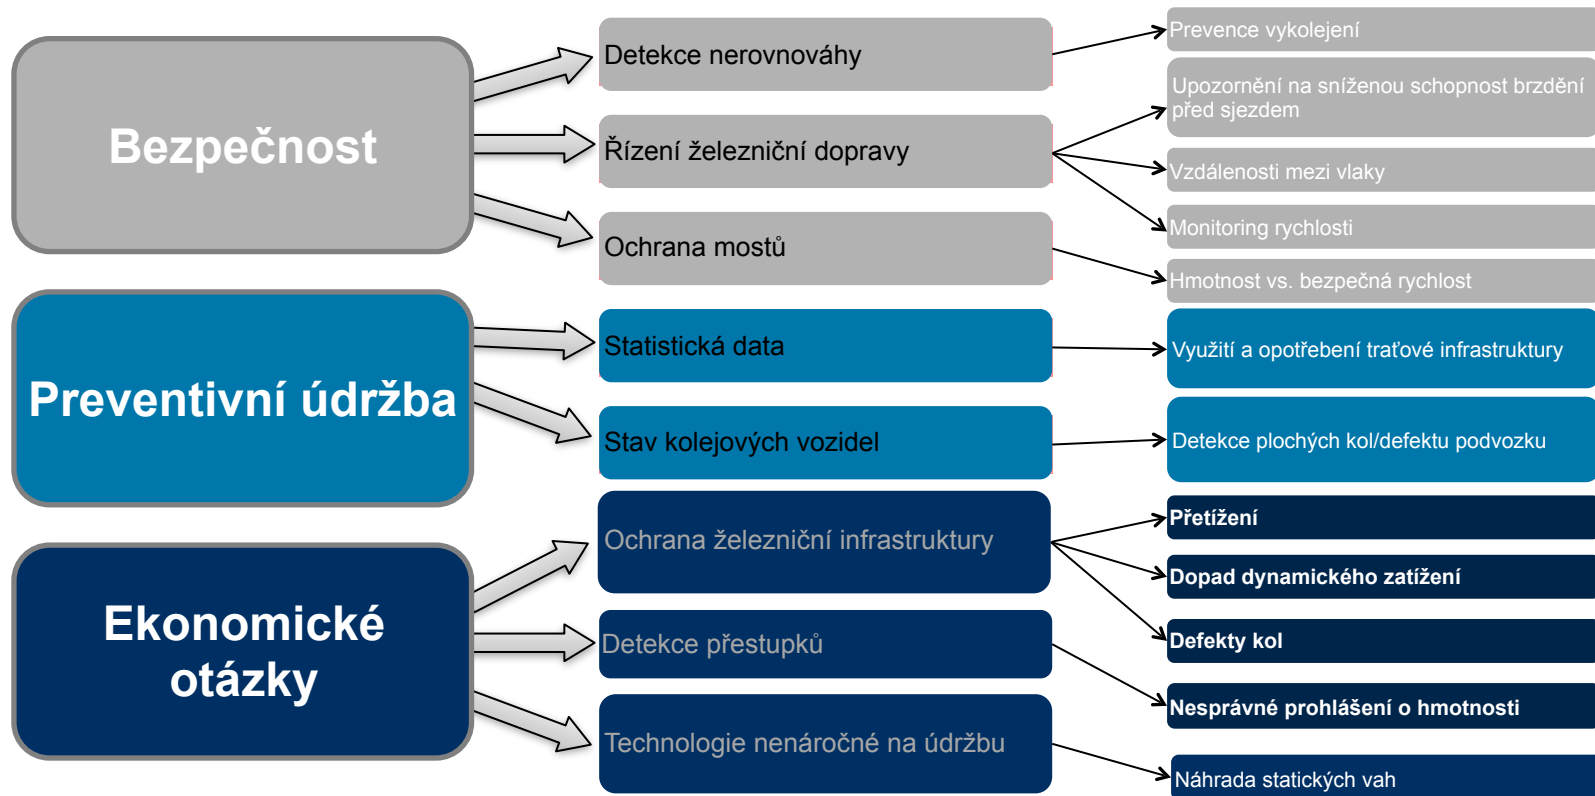 Bezpečnost
Detekce nerovnováhy
Prevence vykolejení
Řízení železniční dopravy
Upozornění na sníženou schopnost brzdění
před sjezdem
Vzdálenosti mezi vlaky
Monitoring rychlosti
Ochrana mostů
Hmotnost vs. bezpečná rychlost
Preventivní údržba
Statistická data
Využití a opotřebení traťové infrastruktury
Stav kolejových vozidel
Detekce plochých kol/defektu podvozku
Ekonomické
otázky
Ochrana železniční infrastruktury
Přetížení
Dopad dynamického zatížení
Defekty kol
Detekce přestupků
Nesprávné prohlášení o hmotnosti
Technologie nenáročné na údržbu
Náhrada statických vah